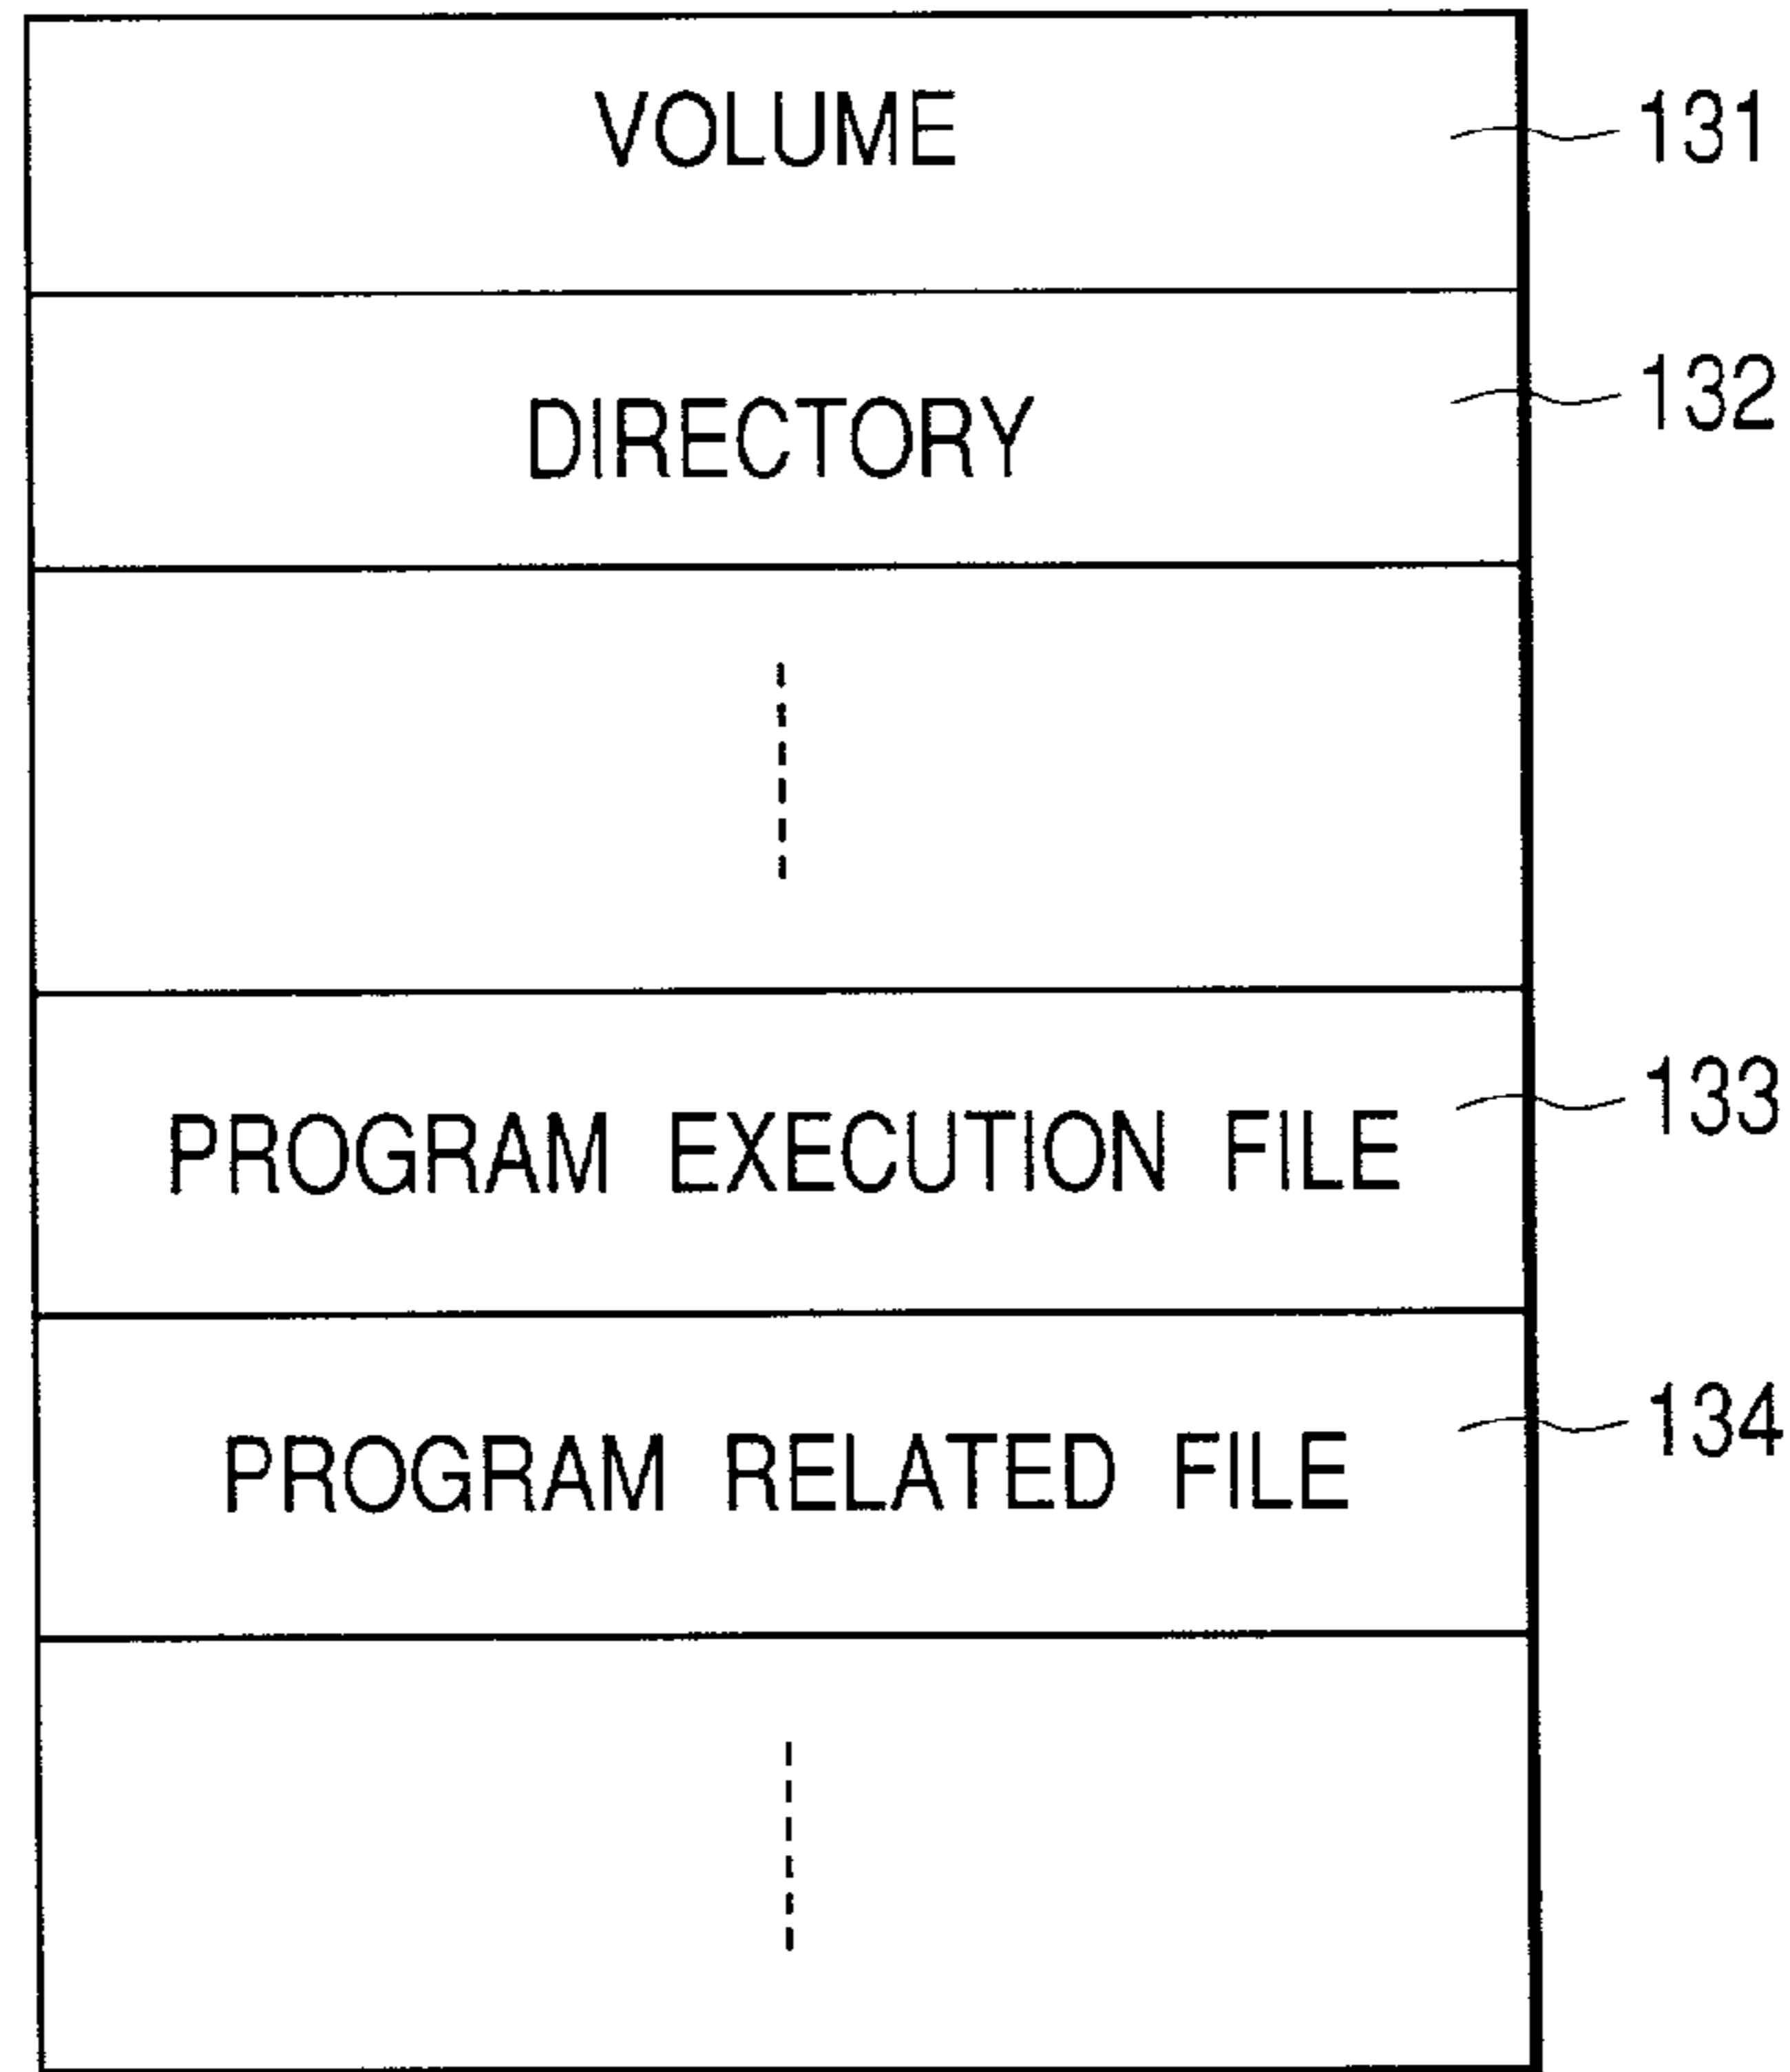 VOLUME 131
DIRECTORY 132
PROGRAM EXECUTION FILE 133
PROGRAM RELATED FILE 134